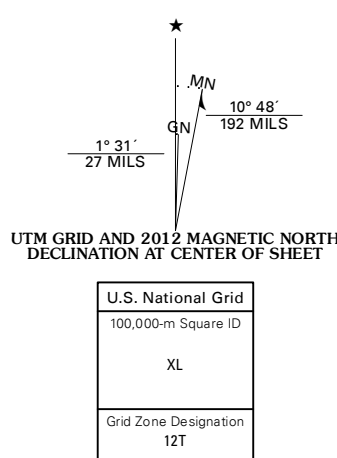 ★
MN
GN
10° 48´
192 MILS
1° 31´
27 MILS
UTM GRID AND 2012 MAGNETIC NORTH
DECLINATION AT CENTER OF SHEET
U.S. National Grid
100,000-m Square ID
XL
Grid Zone Designation
12T